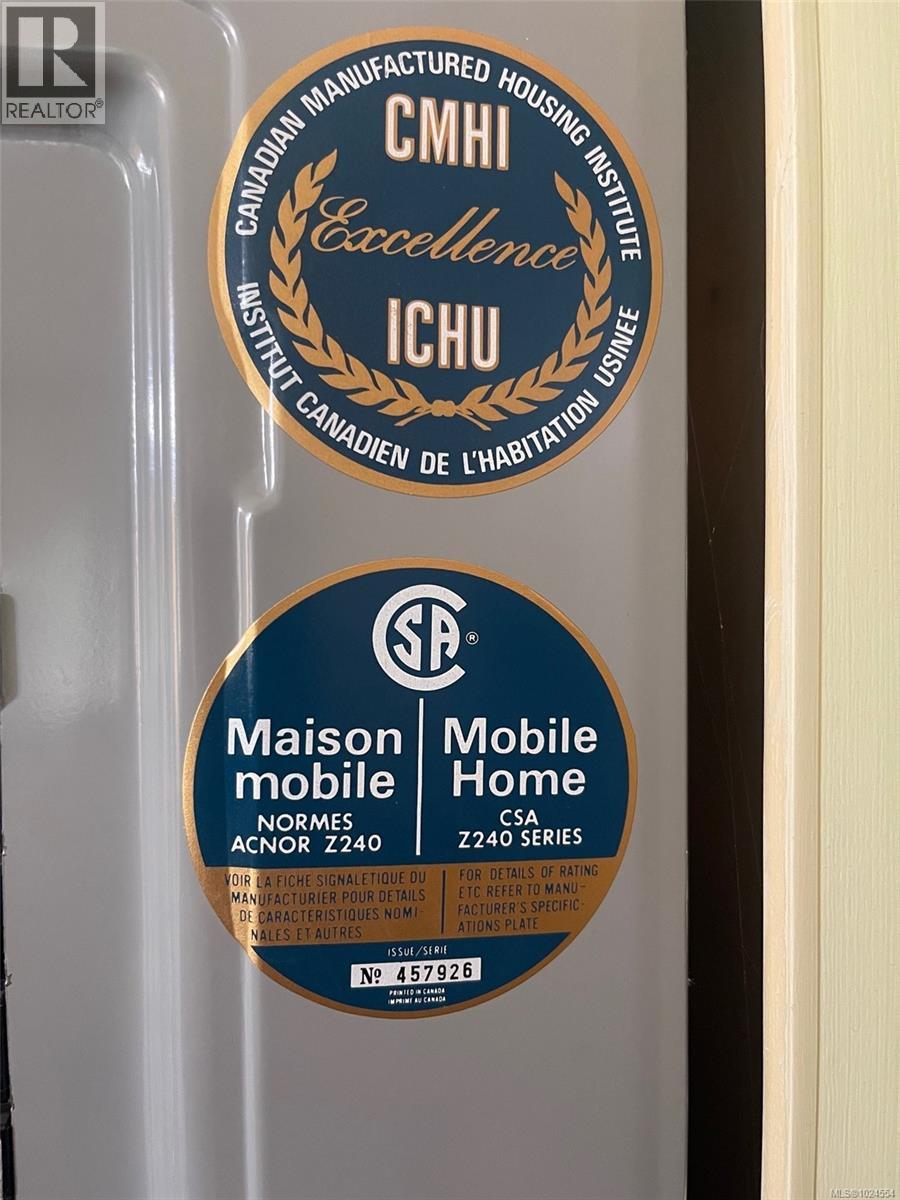 REALTOR®
CANADIAN MANUFACTURED HOUSING INSTITUTE
CMHI
Excellence
ICHU
INSTITUT CANADIEN DE L'HABITATION USINEE
CSA ®
Maison
mobile
NORMES
ACNOR Z240
Mobile
Home
CSA
Z240 SERIES
VOIR LA FICHE SIGNALETIQUE DU
MANUFACTURIER POUR DETAILS
DE CARACTERISTIQUES NOMI-
NALES ET AUTRES
FOR DETAILS OF RATING
ETC REFER TO MANU-
FACTURER'S SPECIFIC-
ATIONS PLATE
ISSUE/SERIE
Nº 457926
PRINTED IN CANADA
IMPRIME AU CANADA
MLS®1024554